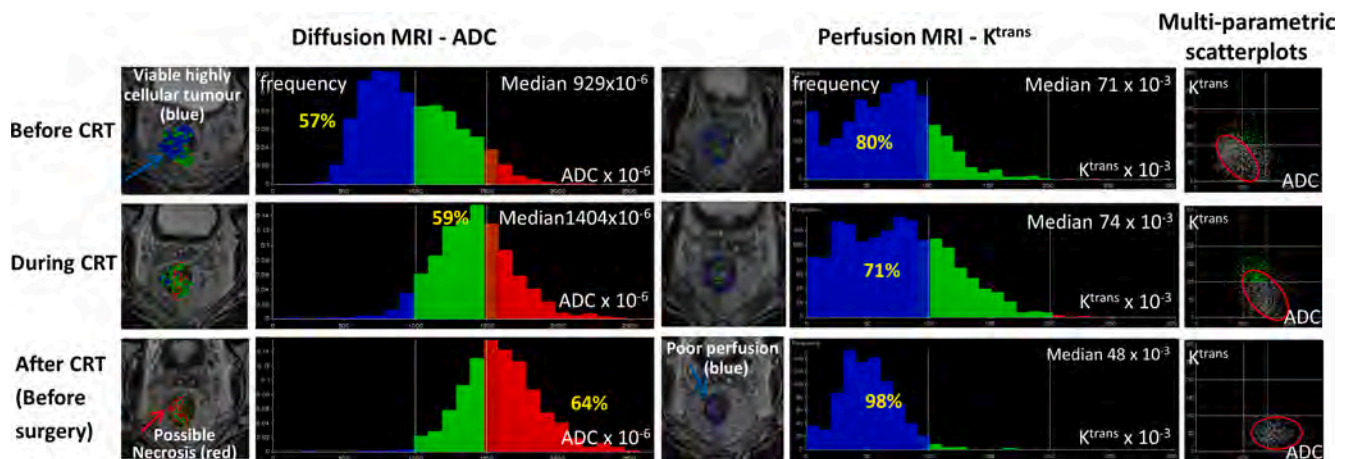 Diffusion MRI - ADC
Perfusion MRI - Kᵗʳᵃⁿˢ
Multi-parametric
scatterplots
Before CRT
Viable highly
cellular tumour
(blue)
frequency
57%
Median 929x10⁻⁶
ADC x 10⁻⁶
frequency
80%
Median 71 x 10⁻³
Kᵗʳᵃⁿˢ x 10⁻³
Kᵗʳᵃⁿˢ
ADC
During CRT
59%
Median1404x10⁻⁶
ADC x 10⁻⁶
71%
Median 74 x 10⁻³
Kᵗʳᵃⁿˢ x 10⁻³
Kᵗʳᵃⁿˢ
ADC
After CRT
(Before
surgery)
Possible
Necrosis (red)
64%
ADC x 10⁻⁶
Poor perfusion
(blue)
98%
Median 48 x 10⁻³
Kᵗʳᵃⁿˢ x 10⁻³
Kᵗʳᵃⁿˢ
ADC